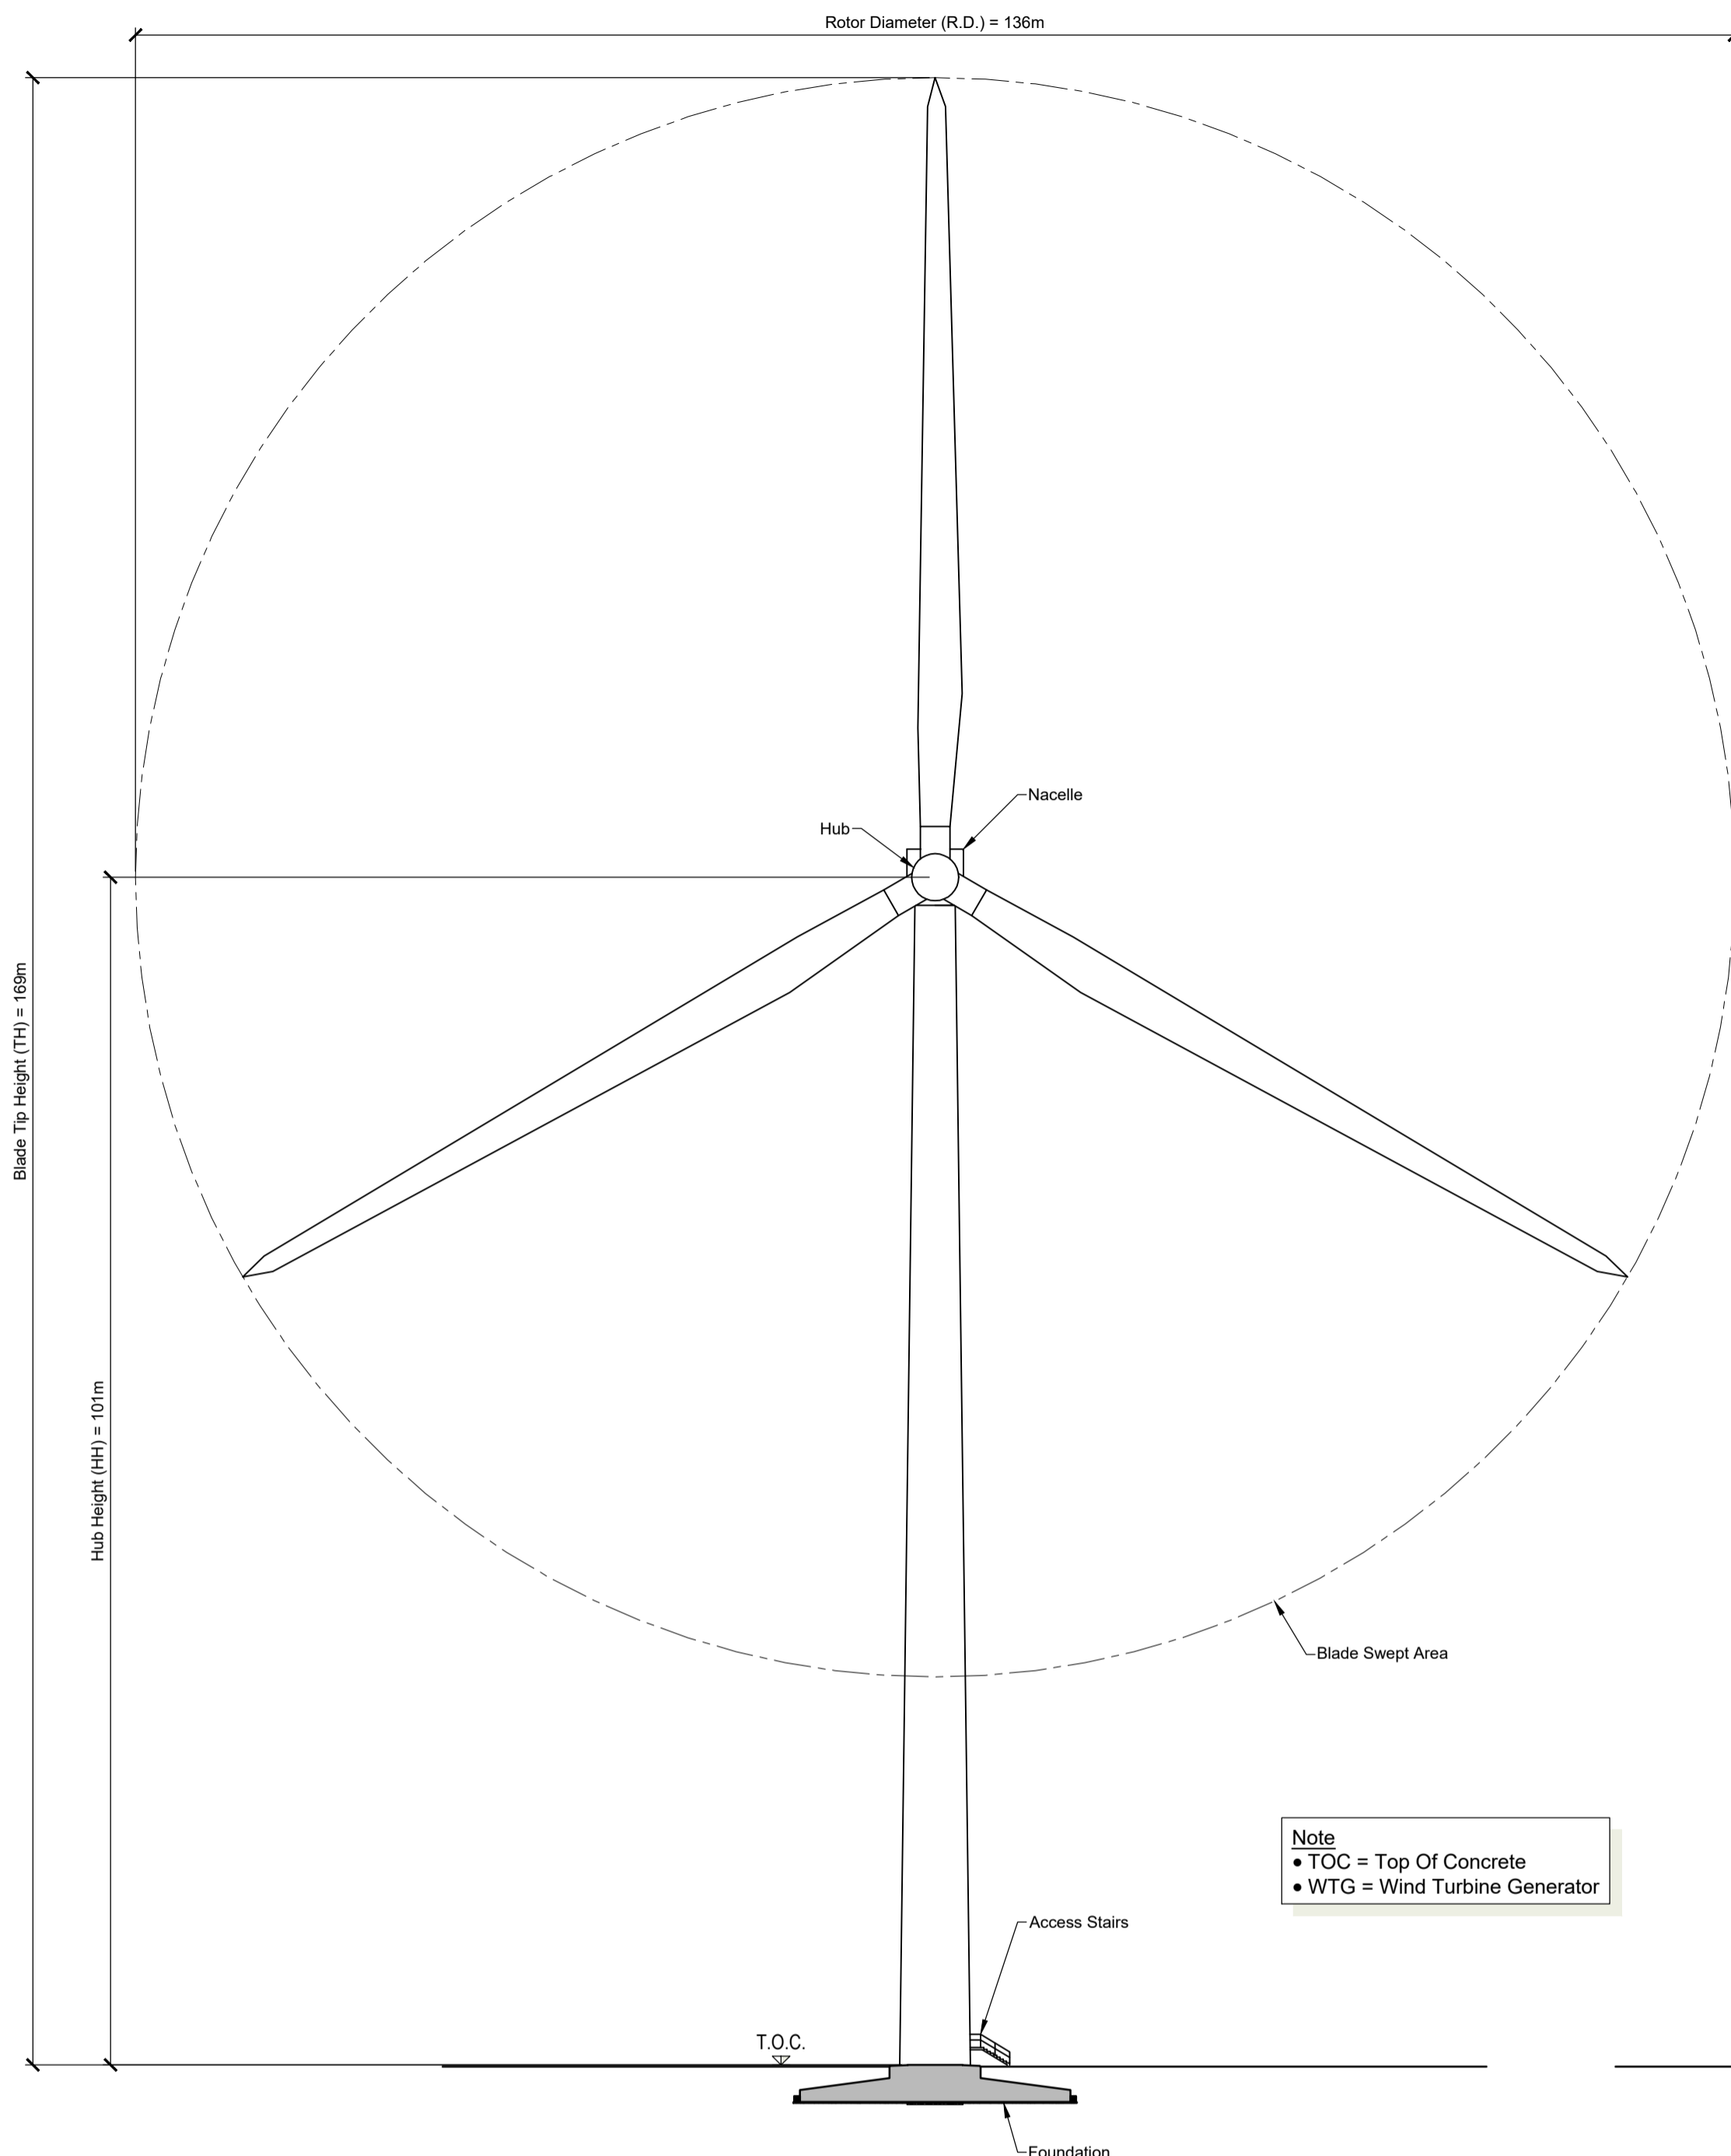 Rotor Diameter (R.D.) = 136m
Nacelle
Hub
Blade Tip Height (TH) = 169m
Hub Height (HH) = 101m
Blade Swept Area
Note
• TOC = Top Of Concrete
• WTG = Wind Turbine Generator
Access Stairs
T.O.C.
Foundation